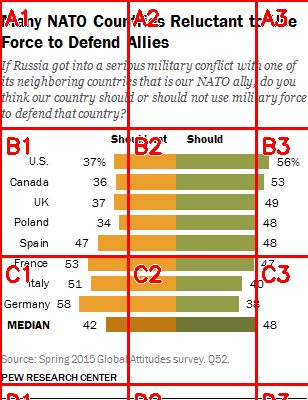 Many NATO Countries Reluctant to Use
Force to Defend Allies
If Russia got into a serious military conflict with one of
its neighboring countries that is our NATO ally, do you
think our country should or should not use military force
to defend that country?
Should not Should
U.S. 37% 56%
Canada 36 53
UK 37 49
Poland 34 48
Spain 47 48
France 53 47
Italy 51 40
Germany 58 38
MEDIAN 42 48
Source: Spring 2015 Global Attitudes survey. Q52.
PEW RESEARCH CENTER
A1 A2 A3
B1 B2 B3
C1 C2 C3